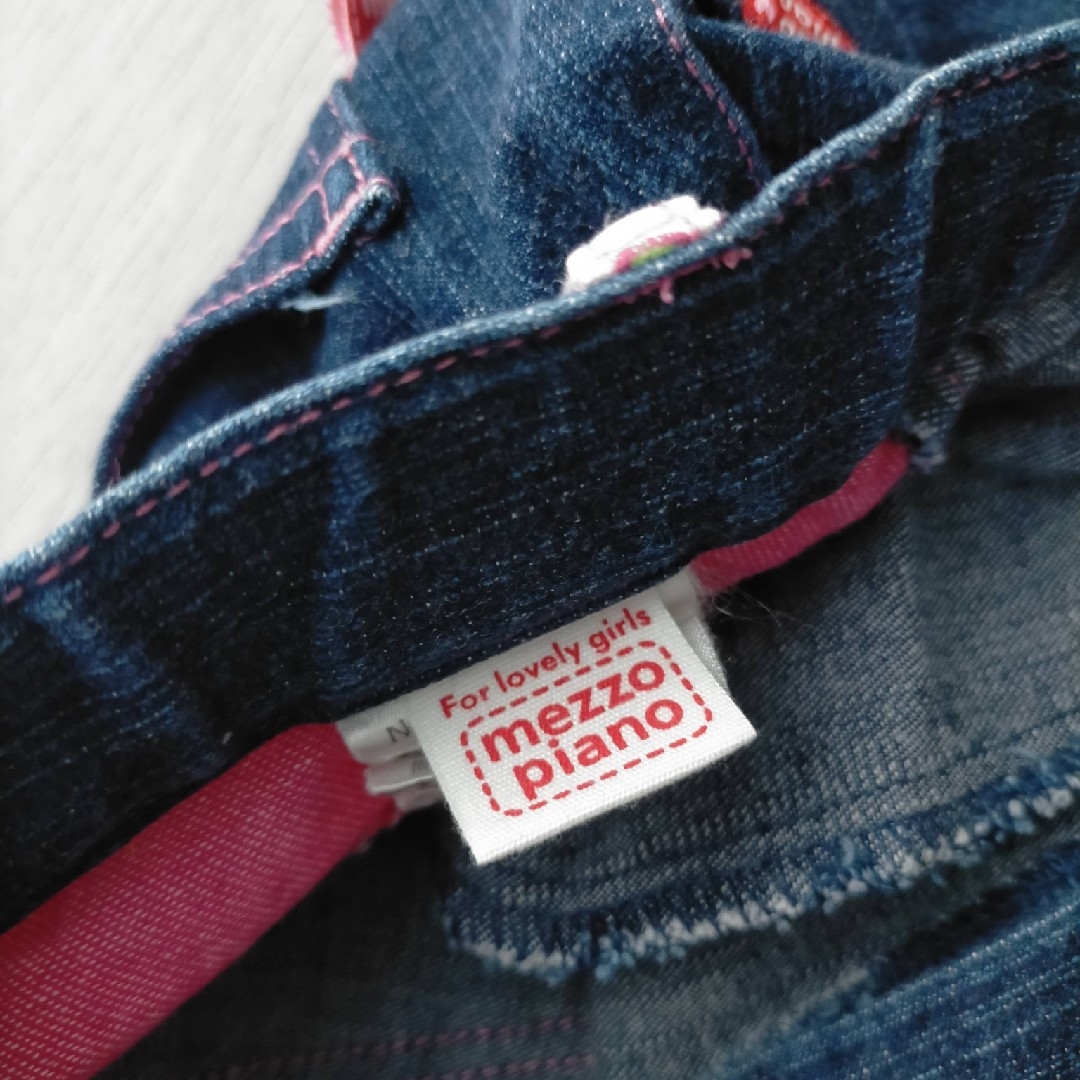 For lovely girls
mezzo
piano
N